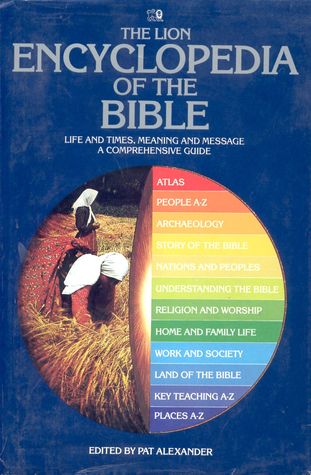 THE LION
ENCYCLOPEDIA
OF THE
BIBLE
LIFE AND TIMES, MEANING AND MESSAGE
A COMPREHENSIVE GUIDE
ATLAS
PEOPLE A-Z
ARCHAEOLOGY
STORY OF THE BIBLE
NATIONS AND PEOPLES
UNDERSTANDING THE BIBLE
RELIGION AND WORSHIP
HOME AND FAMILY LIFE
WORK AND SOCIETY
LAND OF THE BIBLE
KEY TEACHING A-Z
PLACES A-Z
EDITED BY PAT ALEXANDER